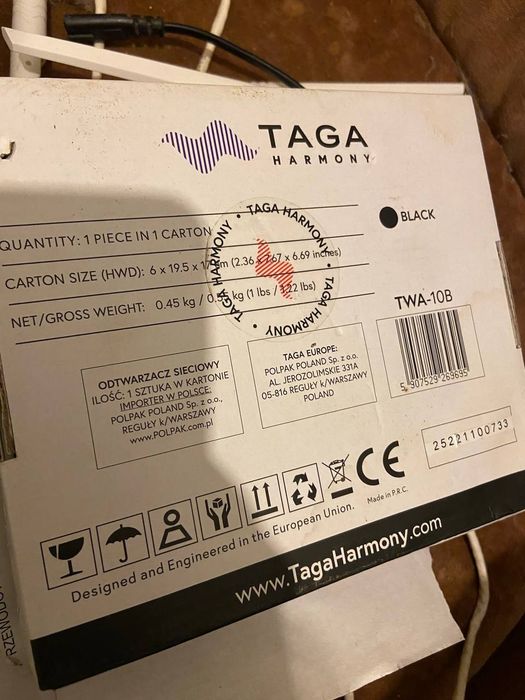 TAGA
HARMONY
• TAGA HARMONY • TAGA HARMONY • TAGA HARMONY
BLACK
QUANTITY: 1 PIECE IN 1 CARTON
CARTON SIZE (HWD): 6 x 19.5 x 17 cm (2.36 x 7.67 x 6.69 inches)
NET/GROSS WEIGHT: 0.45 kg / kg (1 lbs / 1.22 lbs)
TWA-10B
5 907529 269695
ODTWARZACZ SIECIOWY
ILOŚĆ: 1 SZTUKA W KARTONIE
IMPORTER W POLSCE:
POLPAK POLAND Sp. z o.o.,
REGUŁY k/WARSZAWY
www.POLPAK.com.pl
TAGA EUROPE:
POLPAK POLAND Sp. z o.o.
AL. JEROZOLIMSKIE 331A
05-816 REGUŁY k/WARSZAWY
POLAND
25221100733
CE
Made in P.R.C.
Designed and Engineered in the European Union.
www.TagaHarmony.com